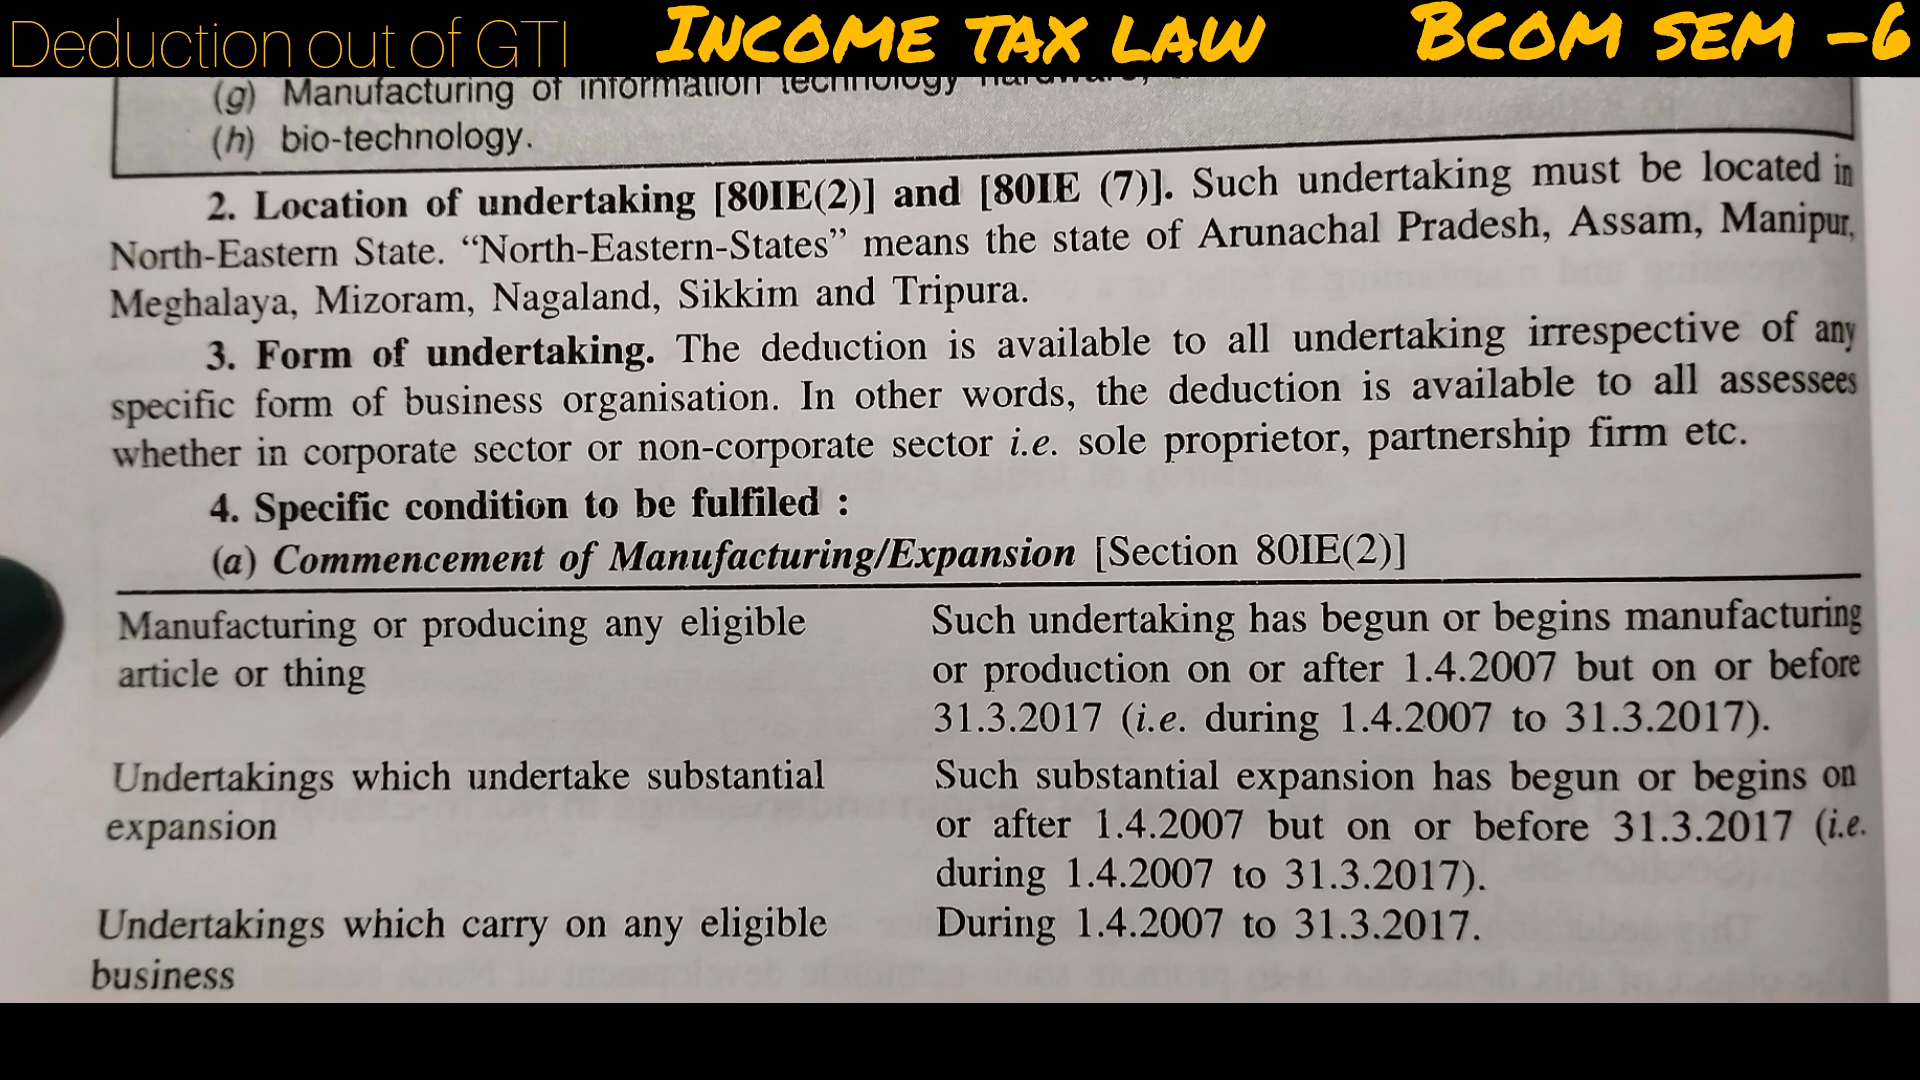 Deduction out of GTI INCOME TAX LAW BCOM SEM -6
(g) Manufacturing of information technology
(h) bio-technology.
2. Location of undertaking [80IE(2)] and [80IE (7)]. Such undertaking must be located in
North-Eastern State. “North-Eastern-States” means the state of Arunachal Pradesh, Assam, Manipur,
Meghalaya, Mizoram, Nagaland, Sikkim and Tripura.
3. Form of undertaking. The deduction is available to all undertaking irrespective of any
specific form of business organisation. In other words, the deduction is available to all assessees
whether in corporate sector or non-corporate sector i.e. sole proprietor, partnership firm etc.
4. Specific condition to be fulfiled :
(a) Commencement of Manufacturing/Expansion [Section 80IE(2)]
Manufacturing or producing any eligible
article or thing
Such undertaking has begun or begins manufacturing
or production on or after 1.4.2007 but on or before
31.3.2017 (i.e. during 1.4.2007 to 31.3.2017).
Undertakings which undertake substantial
expansion
Such substantial expansion has begun or begins on
or after 1.4.2007 but on or before 31.3.2017 (i.e.
during 1.4.2007 to 31.3.2017).
Undertakings which carry on any eligible
business
During 1.4.2007 to 31.3.2017.